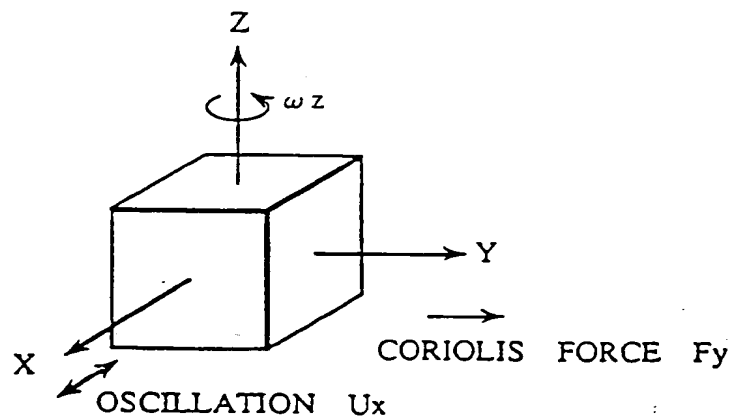 Z
ω z
Y
X
CORIOLIS FORCE Fy
OSCILLATION Ux